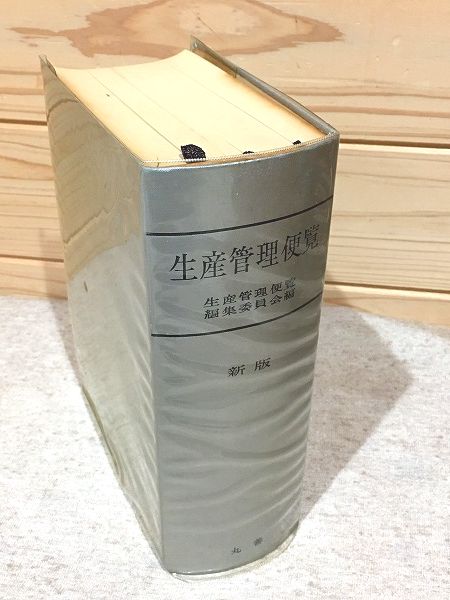 生産管理便覧
生産管理便覧
編集委員会編
新版
丸善